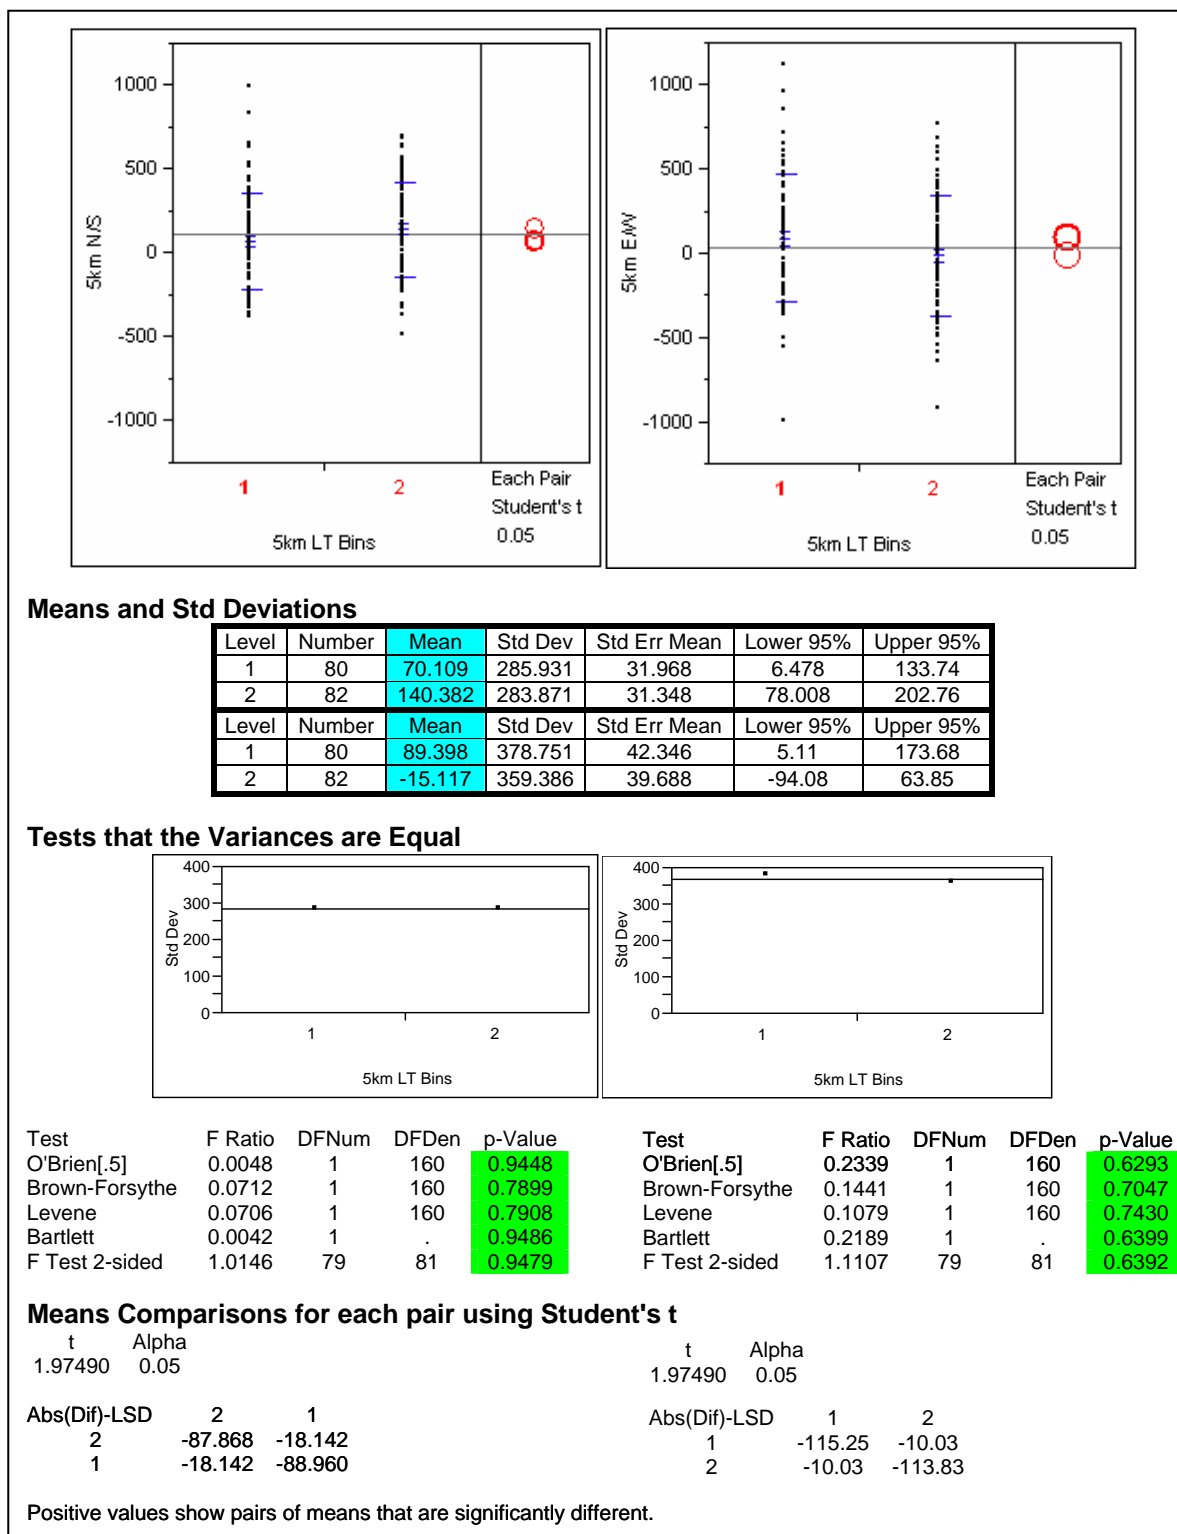 1000
500
0
-500
-1000
5km N/S
1
2
5km LT Bins
Each Pair
Student's t
0.05
1000
500
0
-500
-1000
5km E/W
1
2
5km LT Bins
Each Pair
Student's t
0.05
Means and Std Deviations
Level Number Mean Std Dev Std Err Mean Lower 95% Upper 95%
1 80 70.109 285.931 31.968 6.478 133.74
2 82 140.382 283.871 31.348 78.008 202.76
Level Number Mean Std Dev Std Err Mean Lower 95% Upper 95%
1 80 89.398 378.751 42.346 5.11 173.68
2 82 -15.117 359.386 39.688 -94.08 63.85
Tests that the Variances are Equal
400
300
200
100
0
Std Dev
1 2
5km LT Bins
400
300
200
100
0
Std Dev
1 2
5km LT Bins
Test F Ratio DFNum DFDen p-Value
O'Brien[.5] 0.0048 1 160 0.9448
Brown-Forsythe 0.0712 1 160 0.7899
Levene 0.0706 1 160 0.7908
Bartlett 0.0042 1 . 0.9486
F Test 2-sided 1.0146 79 81 0.9479
Test F Ratio DFNum DFDen p-Value
O'Brien[.5] 0.2339 1 160 0.6293
Brown-Forsythe 0.1441 1 160 0.7047
Levene 0.1079 1 160 0.7430
Bartlett 0.2189 1 . 0.6399
F Test 2-sided 1.1107 79 81 0.6392
Means Comparisons for each pair using Student's t
t Alpha
1.97490 0.05
Abs(Dif)-LSD 2 1
2 -87.868 -18.142
1 -18.142 -88.960
t Alpha
1.97490 0.05
Abs(Dif)-LSD 1 2
1 -115.25 -10.03
2 -10.03 -113.83
Positive values show pairs of means that are significantly different.